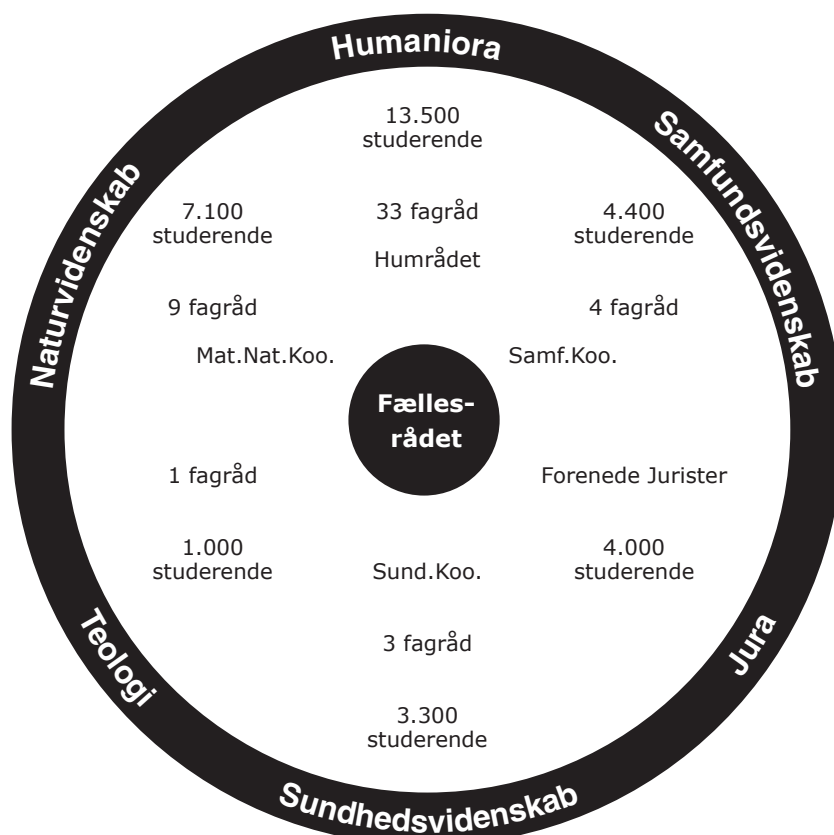 Humaniora
13.500
studerende
33 fagråd
Humrådet
Samfundsvidenskab
4.400
studerende
4 fagråd
Samf.Koo.
Naturvidenskab
7.100
studerende
9 fagråd
Mat.Nat.Koo.
Fælles-
rådet
1 fagråd
1.000
studerende
Teologi
Forenede Jurister
4.000
studerende
Jura
Sund.Koo.
3 fagråd
3.300
studerende
Sundhedsvidenskab